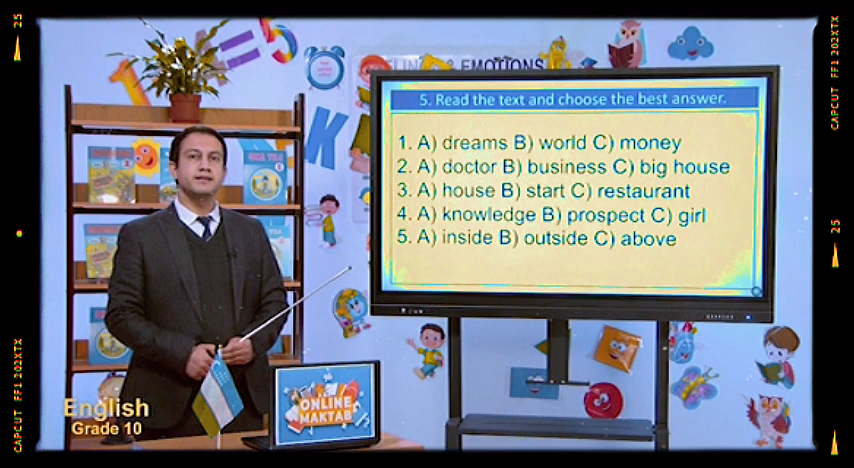 25
25
CAPCUT FF1 202XTX
CAPCUT FF1 202XTX
25
K
& EMOTIONS
5. Read the text and choose the best answer.
1. A) dreams B) world C) money
2. A) doctor B) business C) big house
3. A) house B) start C) restaurant
4. A) knowledge B) prospect C) girl
5. A) inside B) outside C) above
ONLINE
MAKTAB
English
Grade 10